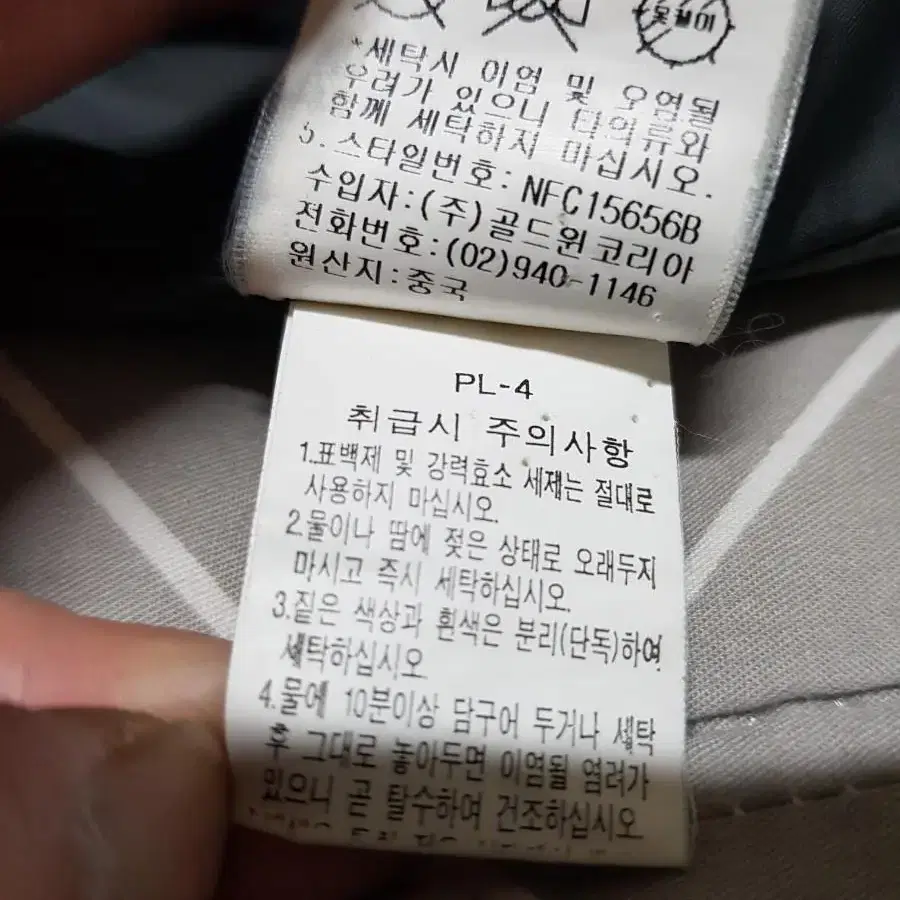 못짤이
*세탁시 이염 및 오염될
우려가 있으니 타의류와
함께 세탁하지 마십시오.
5.스타일번호: NFC15656B
수입자:(주)골드윈코리아
전화번호:(02)940-1146
원산지:중국
PL-4
취급시 주의사항
1.표백제 및 강력효소 세제는 절대로
사용하지 마십시오.
2.물이나 땀에 젖은 상태로 오래두지
마시고 즉시 세탁하십시오.
3.짙은 색상과 흰색은 분리(단독)하여
세탁하십시오
4.물에 10분이상 담구어 두거나 세탁
후 그대로 놓아두면 이염될 염려가
있으니 곧 탈수하여 건조하십시오